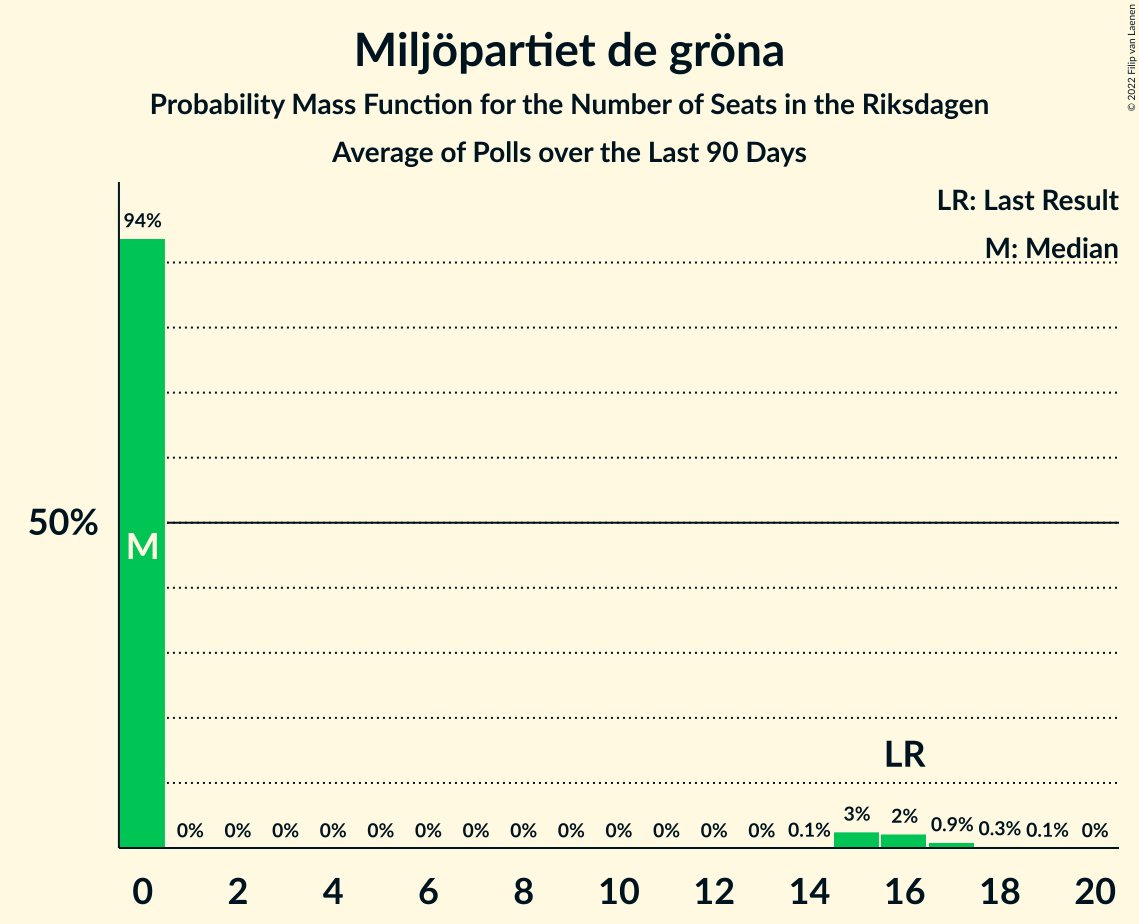 Miljöpartiet de gröna
Probability Mass Function for the Number of Seats in the Riksdagen
Average of Polls over the Last 90 Days
© 2022 Filip van Laenen
LR: Last Result
M: Median
94%
50%
M
LR
0% 0% 0% 0% 0% 0% 0% 0% 0% 0% 0% 0% 0% 0.1% 3% 2% 0.9% 0.3% 0.1% 0%
0 2 4 6 8 10 12 14 16 18 20